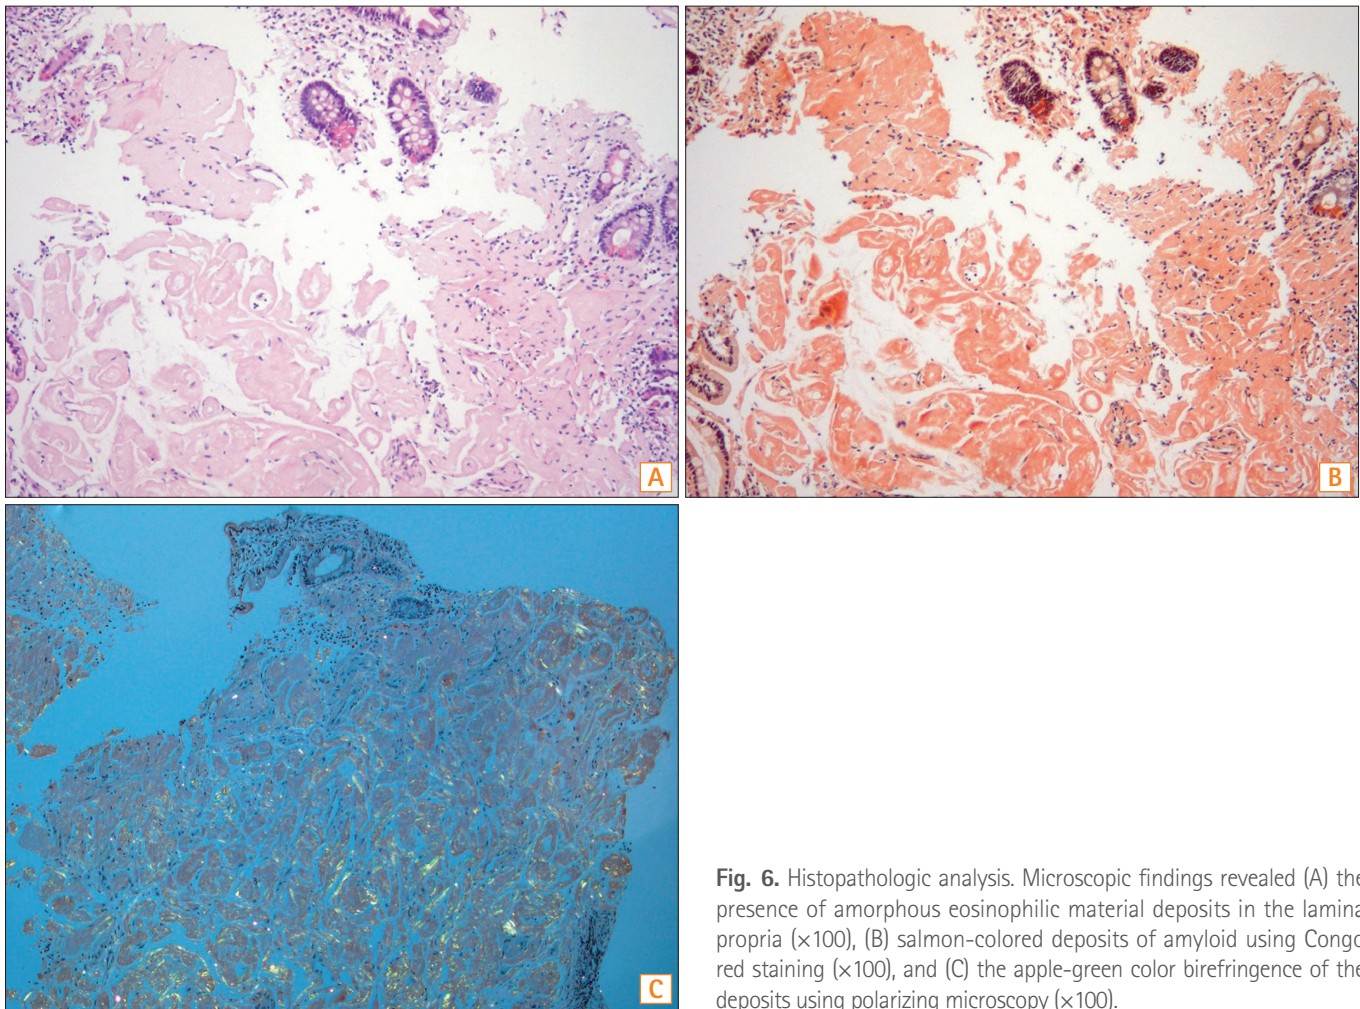 A
B
C
Fig. 6. Histopathologic analysis. Microscopic findings revealed (A) the
presence of amorphous eosinophilic material deposits in the lamina
propria (×100), (B) salmon-colored deposits of amyloid using Congo
red staining (×100), and (C) the apple-green color birefringence of the
deposits using polarizing microscopy (×100).